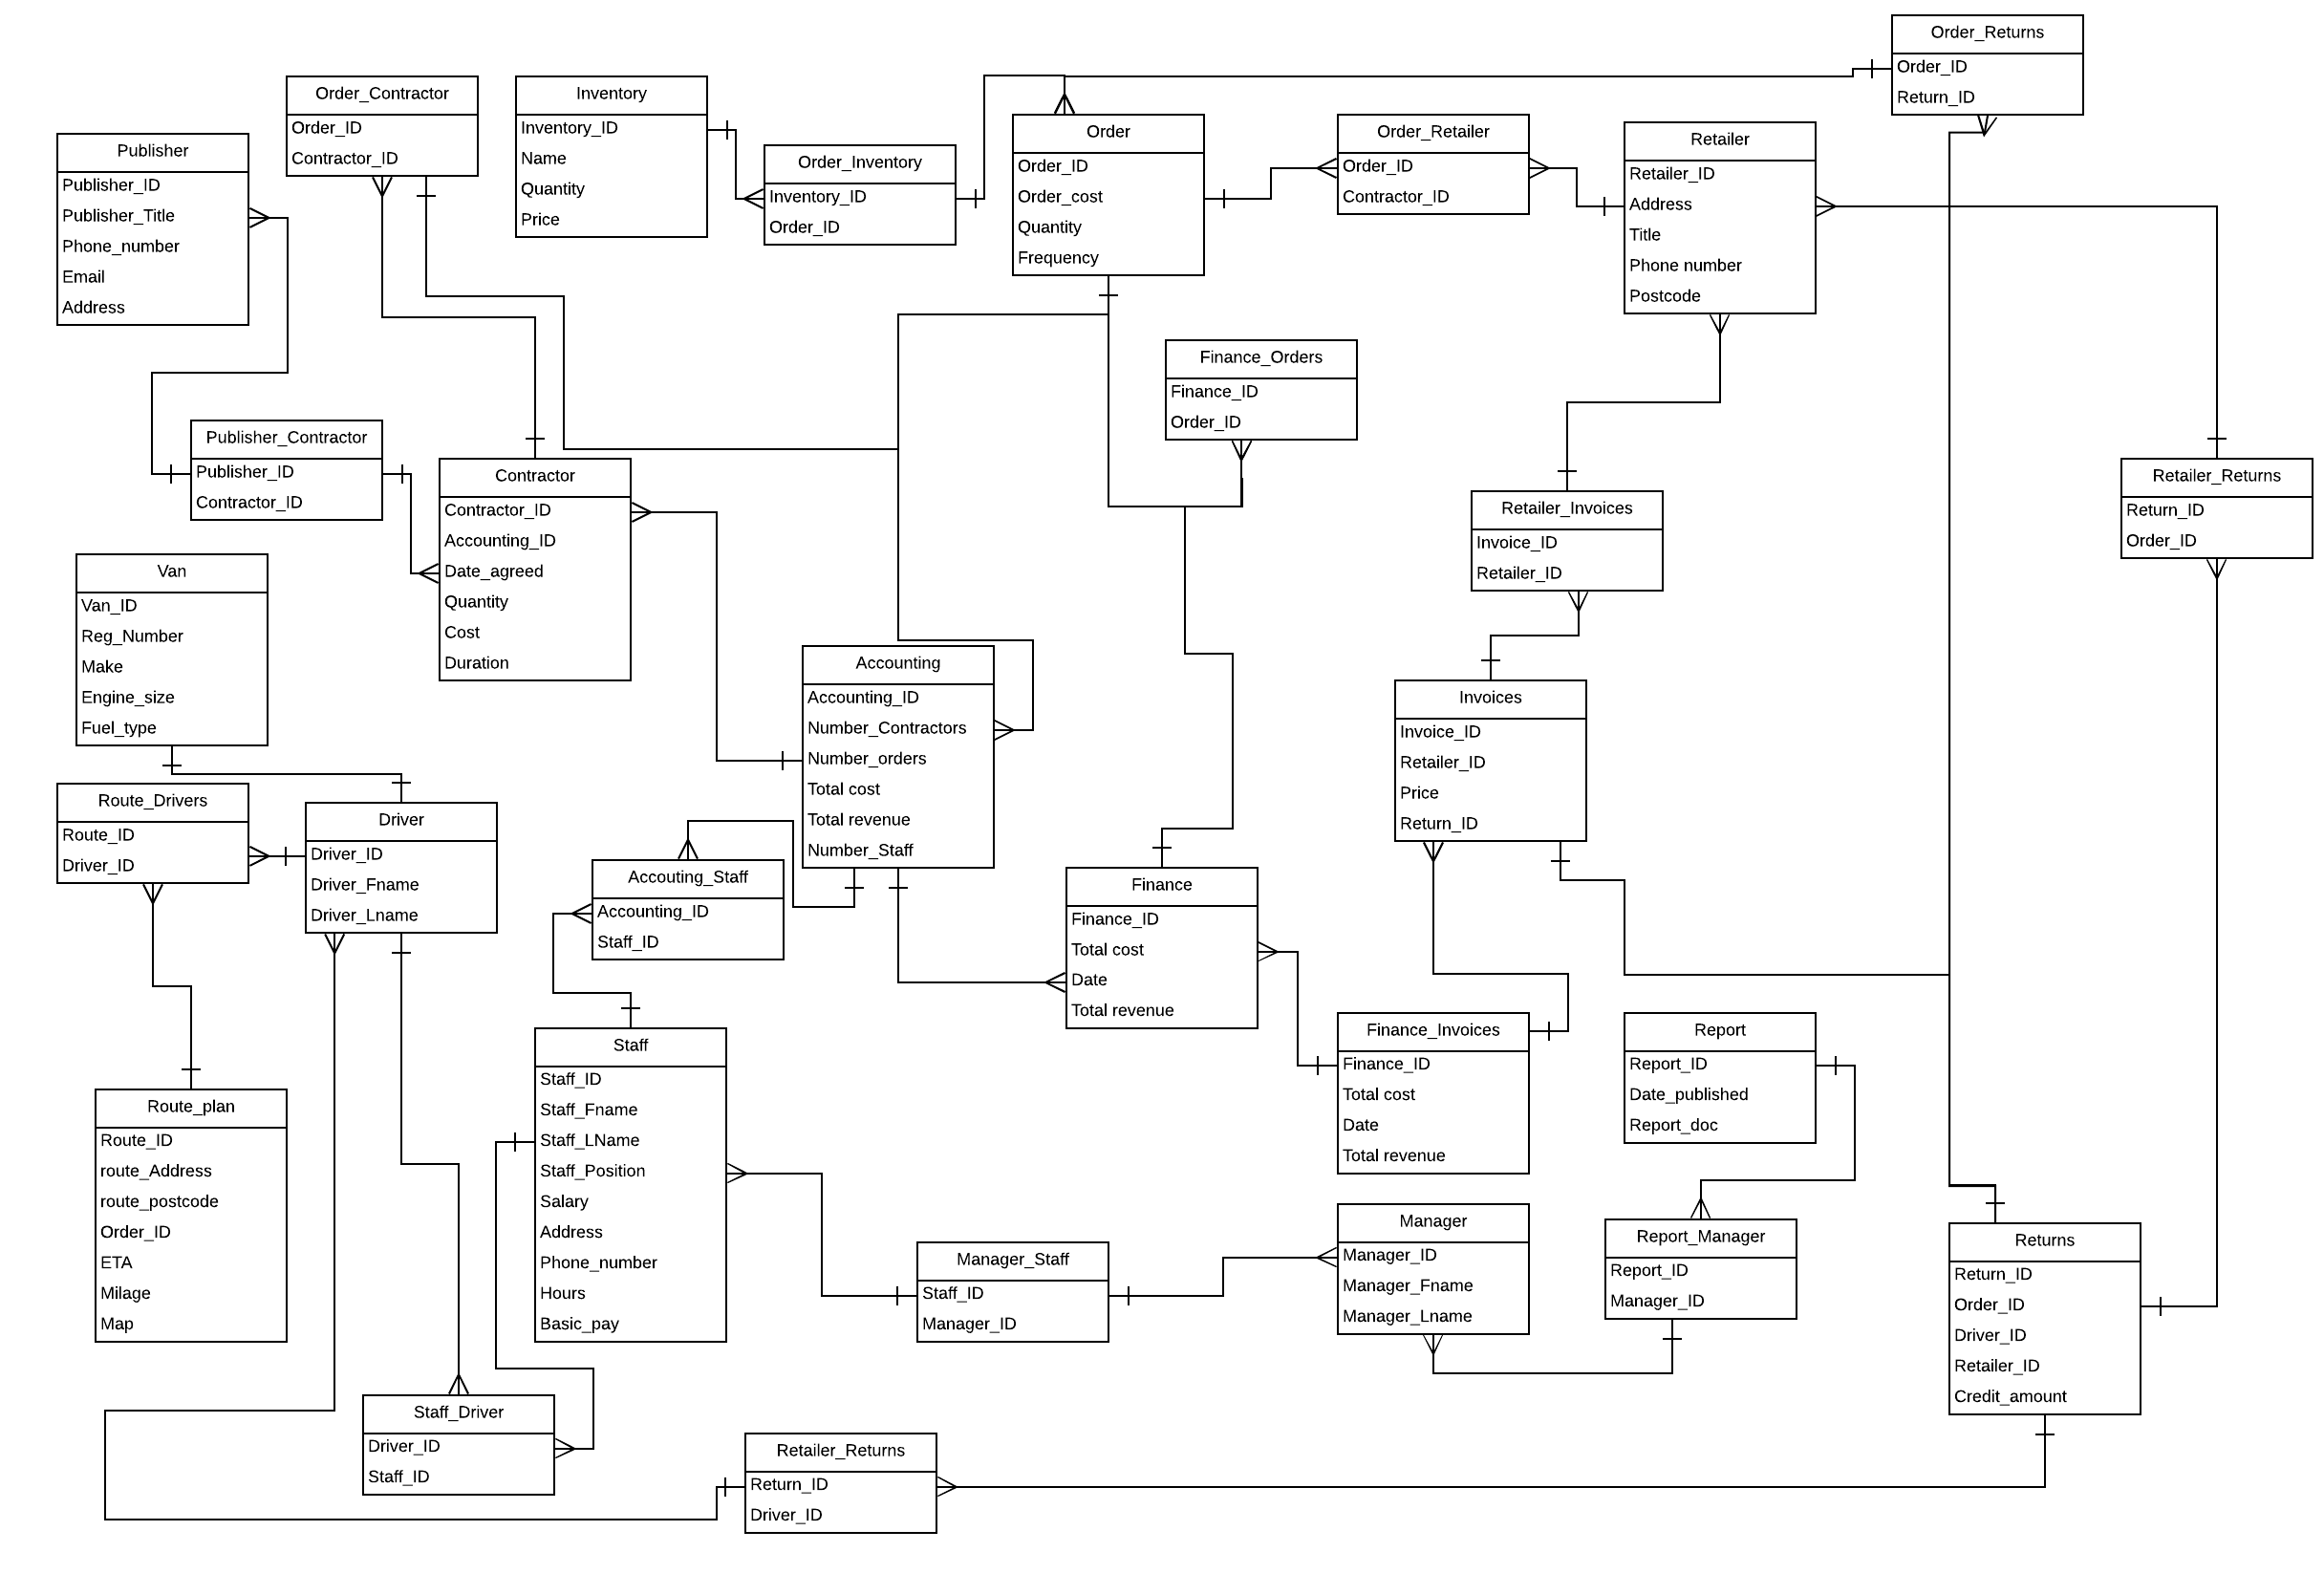 Order_Returns
Order_ID
Return_ID
Order_Contractor
Order_ID
Contractor_ID
Inventory
Inventory_ID
Name
Quantity
Price
Order
Order_ID
Order_cost
Quantity
Frequency
Order_Retailer
Order_ID
Contractor_ID
Retailer
Retailer_ID
Address
Title
Phone number
Postcode
Publisher
Publisher_ID
Publisher_Title
Phone_number
Email
Address
Order_Inventory
Inventory_ID
Order_ID
Finance_Orders
Finance_ID
Order_ID
Publisher_Contractor
Publisher_ID
Contractor_ID
Contractor
Contractor_ID
Accounting_ID
Date_agreed
Quantity
Cost
Duration
Retailer_Invoices
Invoice_ID
Retailer_ID
Retailer_Returns
Return_ID
Order_ID
Van
Van_ID
Reg_Number
Make
Engine_size
Fuel_type
Accounting
Accounting_ID
Number_Contractors
Number_orders
Total cost
Total revenue
Number_Staff
Invoices
Invoice_ID
Retailer_ID
Price
Return_ID
Route_Drivers
Route_ID
Driver_ID
Driver
Driver_ID
Driver_Fname
Driver_Lname
Accouting_Staff
Accounting_ID
Staff_ID
Finance
Finance_ID
Total cost
Date
Total revenue
Staff
Staff_ID
Staff_Fname
Staff_LName
Staff_Position
Salary
Address
Phone_number
Hours
Basic_pay
Finance_Invoices
Finance_ID
Total cost
Date
Total revenue
Report
Report_ID
Date_published
Report_doc
Route_plan
Route_ID
route_Address
route_postcode
Order_ID
ETA
Milage
Map
Manager_Staff
Staff_ID
Manager_ID
Manager
Manager_ID
Manager_Fname
Manager_Lname
Report_Manager
Report_ID
Manager_ID
Returns
Return_ID
Order_ID
Driver_ID
Retailer_ID
Credit_amount
Staff_Driver
Driver_ID
Staff_ID
Retailer_Returns
Return_ID
Driver_ID